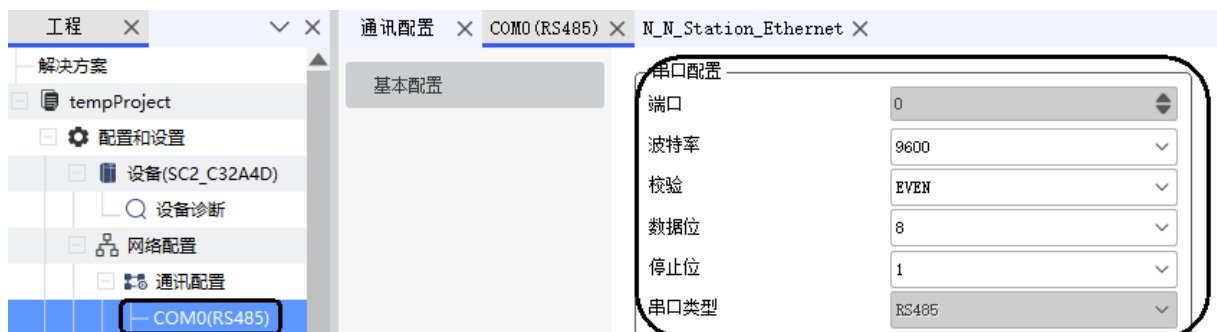 工程
通讯配置 COM0(RS485) N_N_Station_Ethernet
解决方案
tempProject
配置和设置
设备(SC2_C32A4D)
设备诊断
网络配置
通讯配置
COM0(RS485)
基本配置
串口配置
端口 0
波特率 9600
校验 EVEN
数据位 8
停止位 1
串口类型 RS485